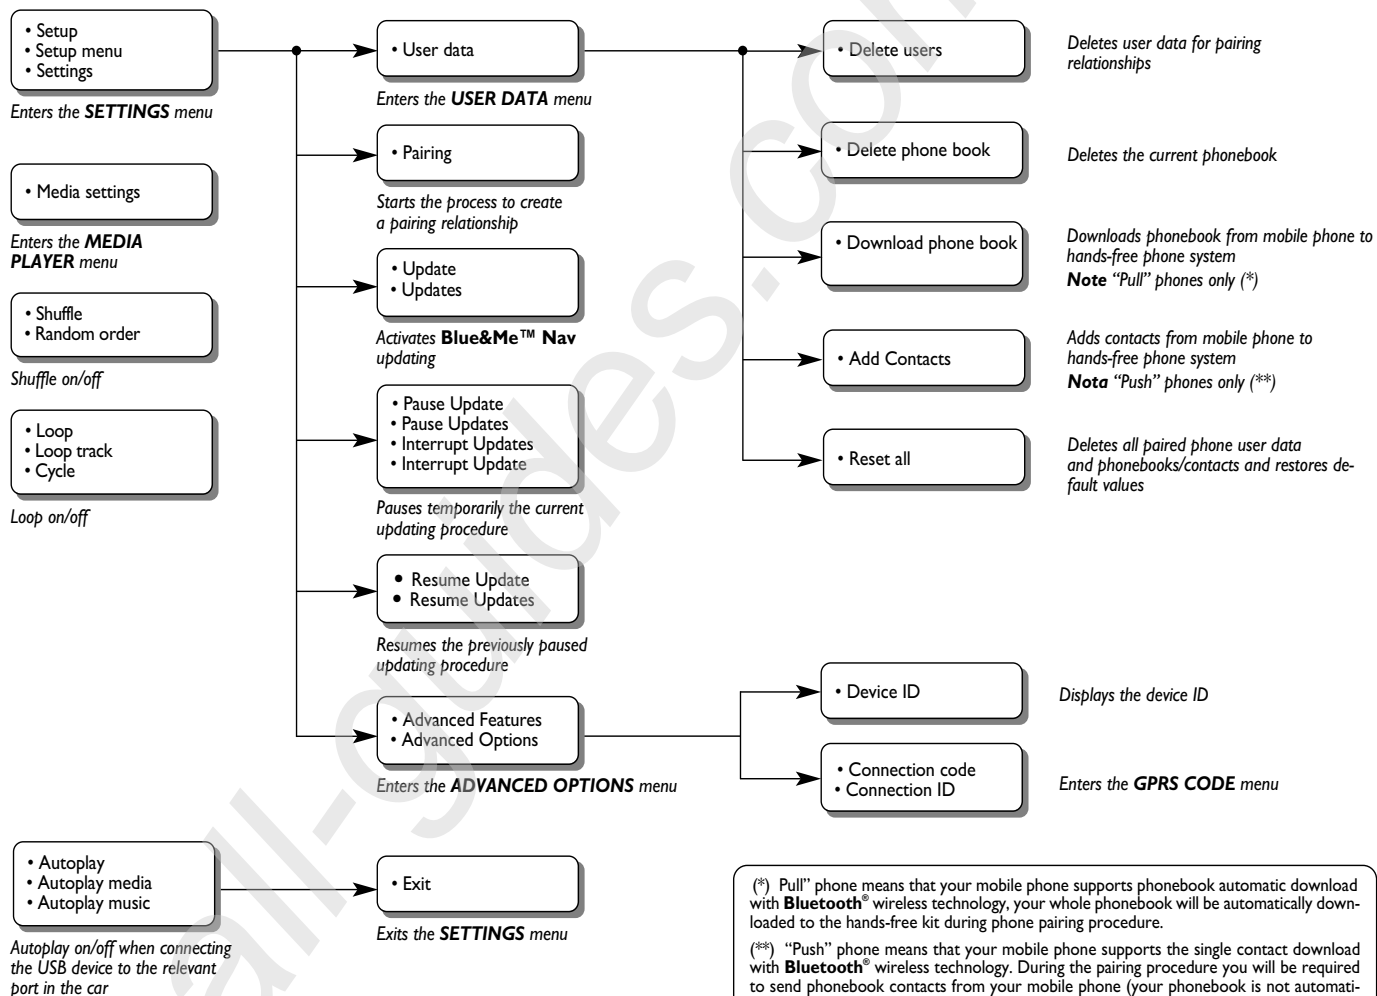 • Setup
• Setup menu
• Settings
Enters the SETTINGS menu
• Media settings
Enters the MEDIA
PLAYER menu
• Shuffle
• Random order
Shuffle on/off
• Loop
• Loop track
• Cycle
Loop on/off
• User data
Enters the USER DATA menu
• Pairing
Starts the process to create
a pairing relationship
• Update
• Updates
Activates Blue&Me™ Nav
updating
• Pause Update
• Pause Updates
• Interrupt Updates
• Interrupt Update
Pauses temporarily the current
updating procedure
• Resume Update
• Resume Updates
Resumes the previously paused
updating procedure
• Advanced Features
• Advanced Options
Enters the ADVANCED OPTIONS menu
• Delete users
Deletes user data for pairing
relationships
• Delete phone book
Deletes the current phonebook
• Download phone book
Downloads phonebook from mobile phone to
hands-free phone system
Note “Pull” phones only (*)
• Add Contacts
Adds contacts from mobile phone to
hands-free phone system
Nota “Push” phones only (**)
• Reset all
Deletes all paired phone user data
and phonebooks/contacts and restores de-
fault values
• Device ID
Displays the device ID
• Connection code
• Connection ID
Enters the GPRS CODE menu
• Autoplay
• Autoplay media
• Autoplay music
Autoplay on/off when connecting
the USB device to the relevant
port in the car
• Exit
Exits the SETTINGS menu
(*) Pull” phone means that your mobile phone supports phonebook automatic download
with Bluetooth® wireless technology, your whole phonebook will be automatically down-
loaded to the hands-free kit during phone pairing procedure.
(**) “Push” phone means that your mobile phone supports the single contact download
with Bluetooth® wireless technology. During the pairing procedure you will be required
to send phonebook contacts from your mobile phone (your phonebook is not automati-
all-guides.com